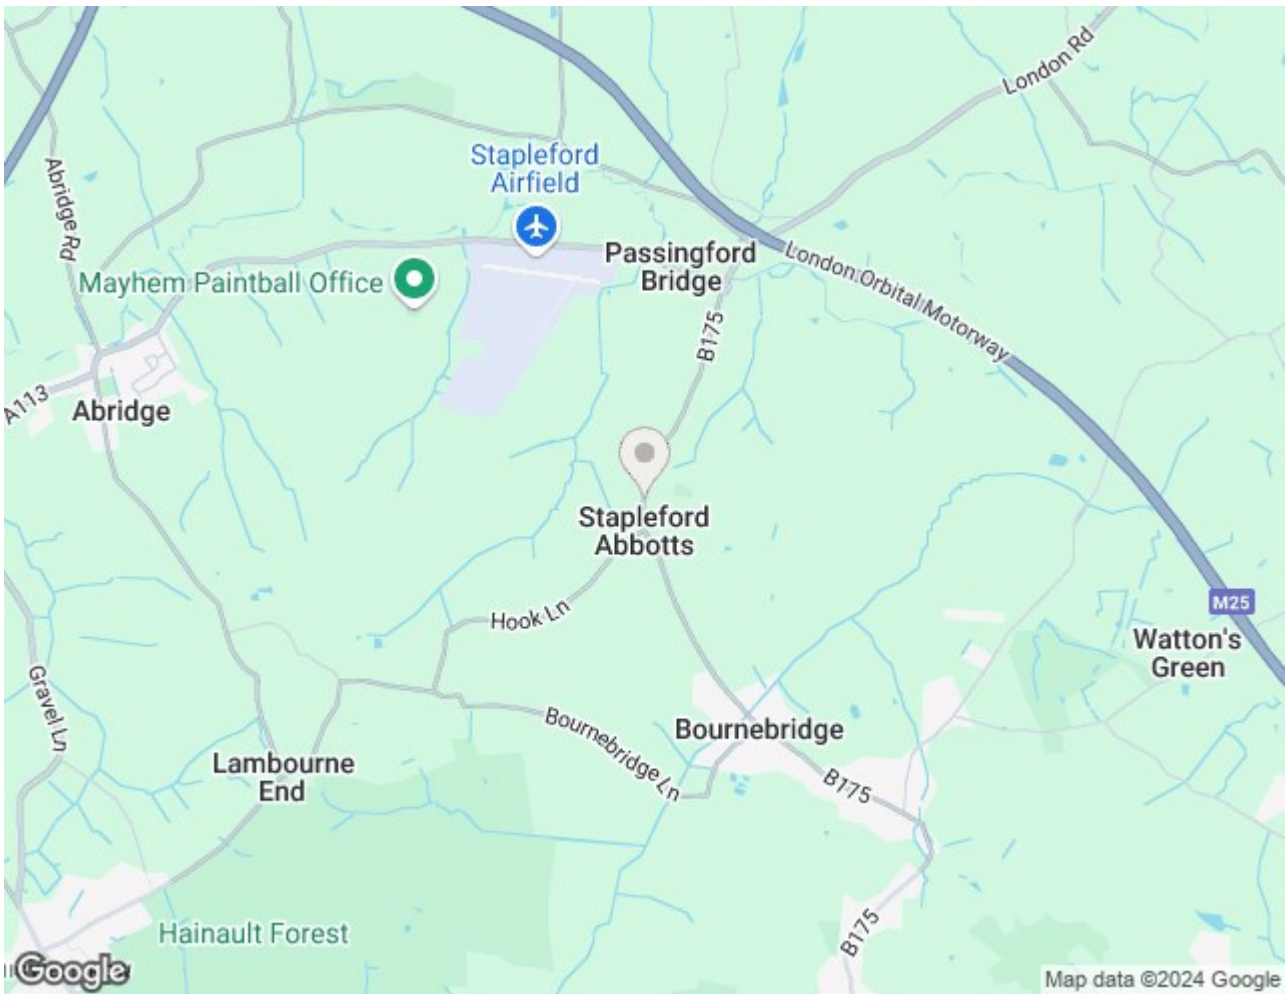 London Rd
Stapleford
Airfield
Abridge Rd
Passingford
Bridge
London Orbital Motorway
Mayhem Paintball Office
B175
A113
Abridge
Stapleford
Abbotts
M25
Hook Ln
Watton's
Green
Gravel Ln
Bournebridge Ln
Bournebridge
Lambourne
End
B175
Hainault Forest
B175
Google
Map data ©2024 Google